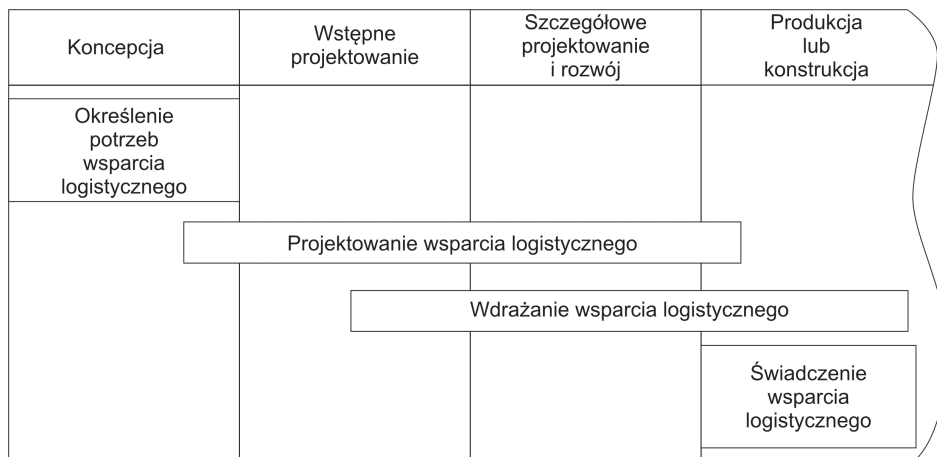 Koncepcja
Wstępne
projektowanie
Szczegółowe
projektowanie
i rozwój
Produkcja
lub
konstrukcja
Określenie
potrzeb
wsparcia
logistycznego
Projektowanie wsparcia logistycznego
Wdrażanie wsparcia logistycznego
Świadczenie
wsparcia
logistycznego